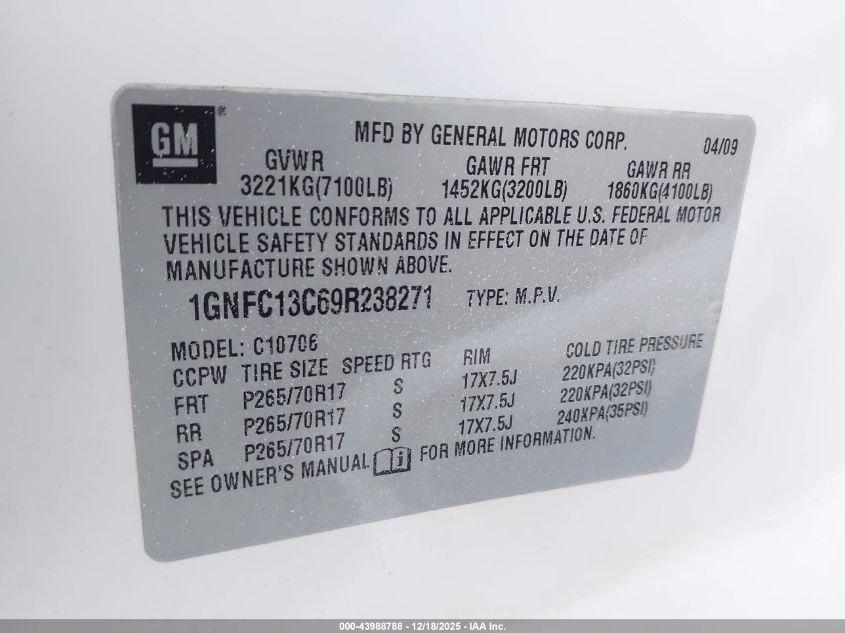 GM®
MFD BY GENERAL MOTORS CORP. 04/09
GVWR GAWR FRT GAWR RR
3221KG(7100LB) 1452KG(3200LB) 1860KG(4100LB)
THIS VEHICLE CONFORMS TO ALL APPLICABLE U.S. FEDERAL MOTOR
VEHICLE SAFETY STANDARDS IN EFFECT ON THE DATE OF
MANUFACTURE SHOWN ABOVE.
1GNFC13C69R238271 TYPE: M.P.V.
MODEL: C10706
CCPW TIRE SIZE SPEED RTG RIM COLD TIRE PRESSURE
FRT P265/70R17 S 17X7.5J 220KPA(32PSI)
RR P265/70R17 S 17X7.5J 220KPA(32PSI)
SPA P265/70R17 S 17X7.5J 240KPA(35PSI)
SEE OWNER'S MANUAL i FOR MORE INFORMATION.
000-43988788 - 12/18/2025 - IAA Inc.